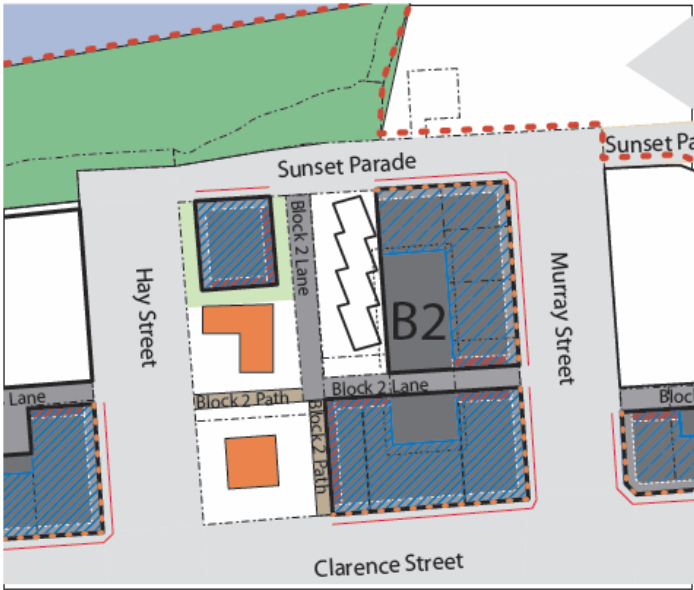 Sunset Parade
Sunset Pa
Block 2 Lane
Hay Street
Murray Street
B2
Lane
Block 2 Lane
Block 2 Path
Bloc
Block 2 Path
Clarence Street